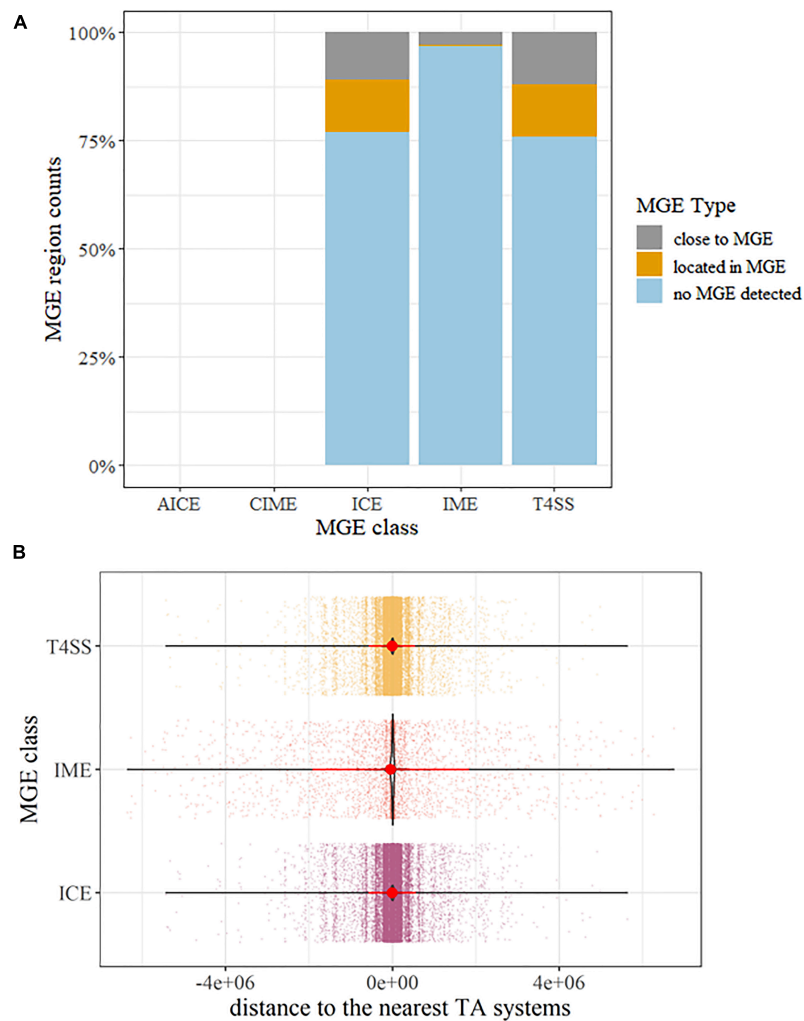 A
100%
75%
50%
25%
0%
MGE region counts
AICE CIME ICE IME T4SS
MGE class
MGE Type
close to MGE
located in MGE
no MGE detected
B
T4SS
IME
ICE
MGE class
-4e+06 0e+00 4e+06
distance to the nearest TA systems